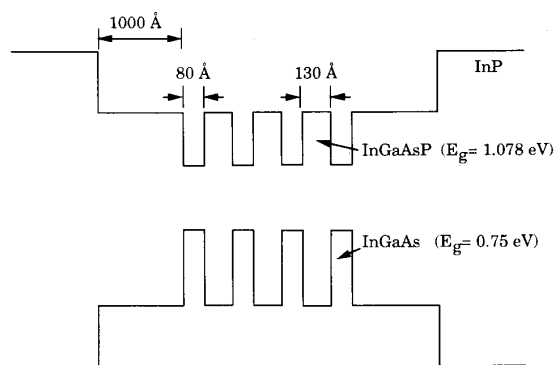 1000 Å
InP
80 Å
130 Å
InGaAsP (Eg= 1.078 eV)
InGaAs (Eg= 0.75 eV)